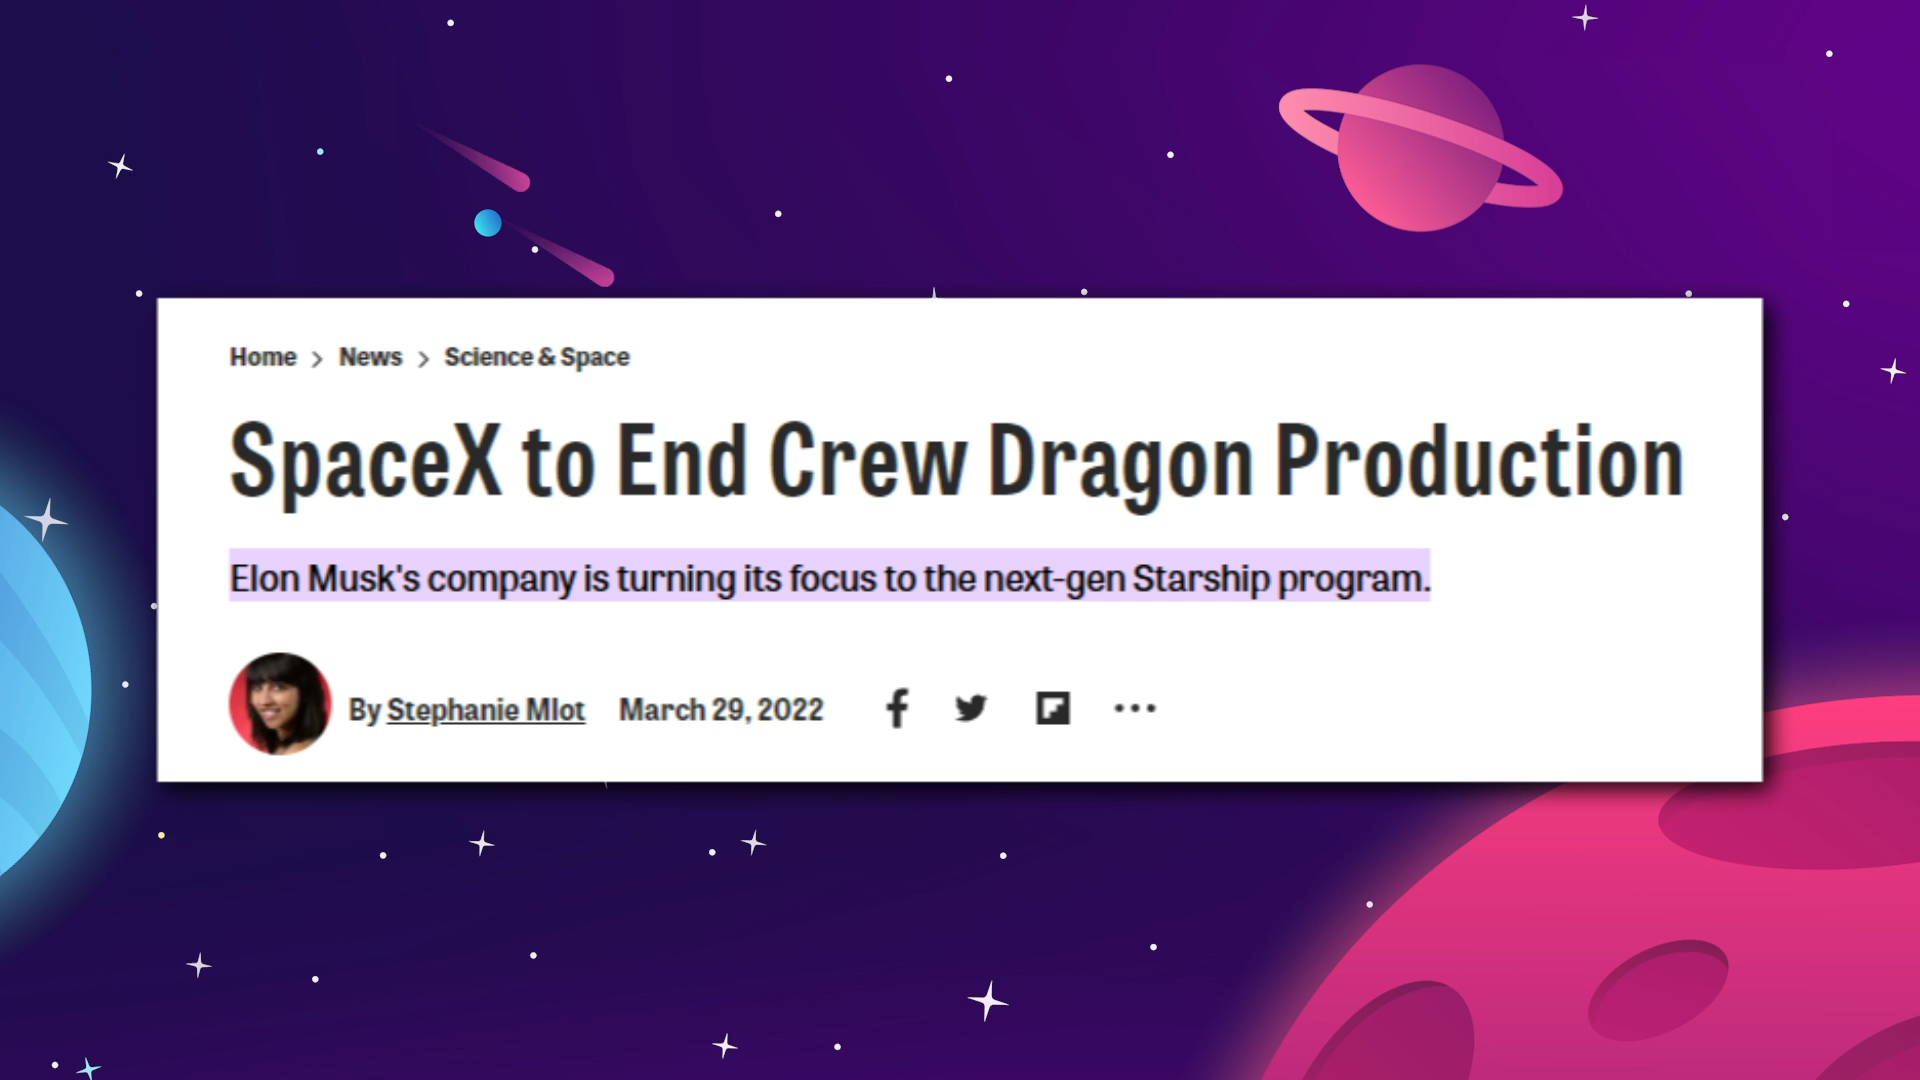 Home > News > Science & Space
SpaceX to End Crew Dragon Production
Elon Musk's company is turning its focus to the next-gen Starship program.
By Stephanie Mlot March 29, 2022